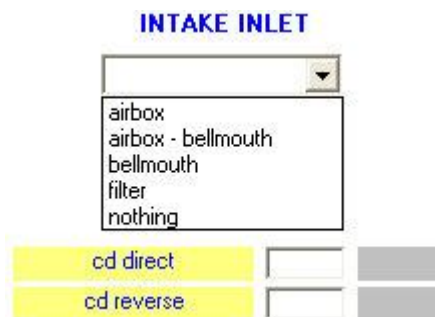 INTAKE INLET
airbox
airbox - bellmouth
bellmouth
filter
nothing
cd direct
cd reverse